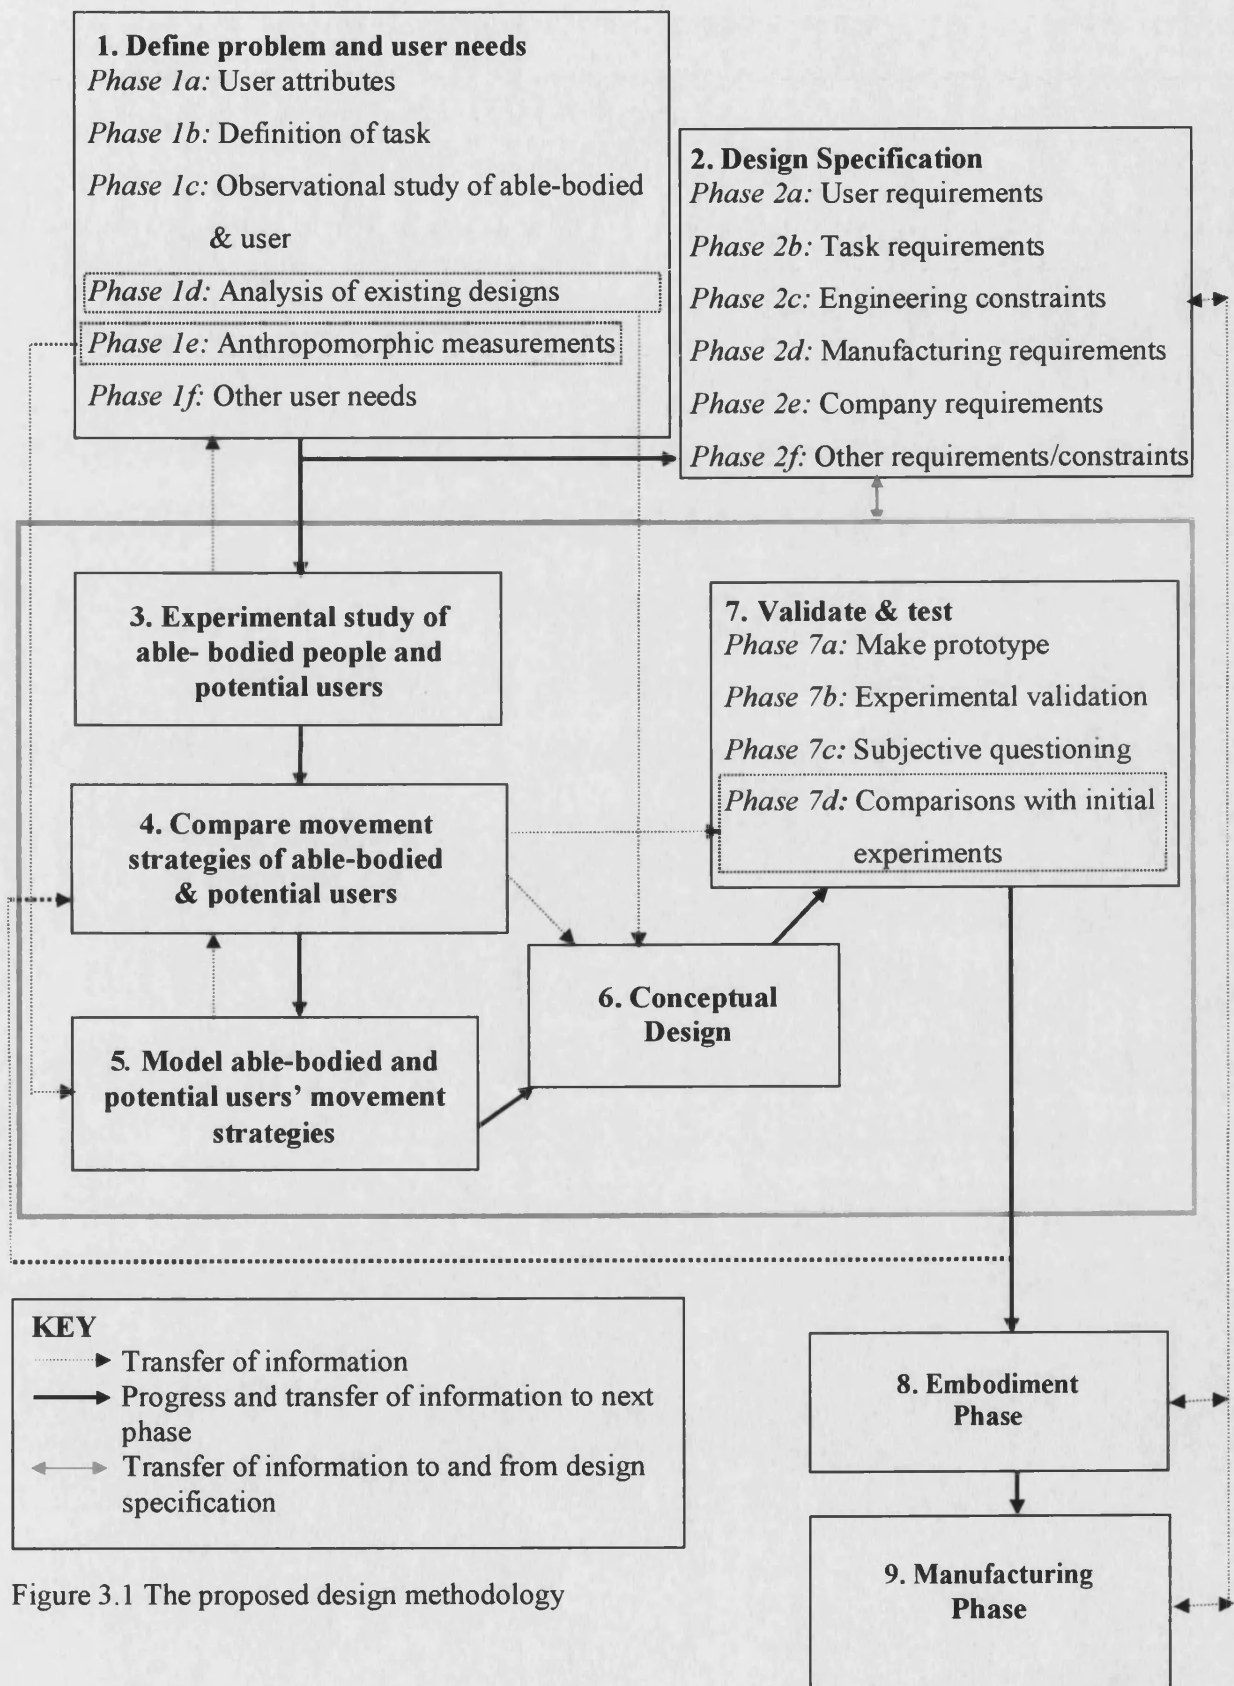 1. Define problem and user needs
Phase 1a: User attributes
Phase 1b: Definition of task
Phase 1c: Observational study of able-bodied
& user
Phase 1d: Analysis of existing designs
Phase 1e: Anthropomorphic measurements
Phase 1f: Other user needs
2. Design Specification
Phase 2a: User requirements
Phase 2b: Task requirements
Phase 2c: Engineering constraints
Phase 2d: Manufacturing requirements
Phase 2e: Company requirements
Phase 2f: Other requirements/constraints
3. Experimental study of
able- bodied people and
potential users
4. Compare movement
strategies of able-bodied
& potential users
5. Model able-bodied and
potential users’ movement
strategies
6. Conceptual
Design
7. Validate & test
Phase 7a: Make prototype
Phase 7b: Experimental validation
Phase 7c: Subjective questioning
Phase 7d: Comparisons with initial
experiments
8. Embodiment
Phase
9. Manufacturing
Phase
KEY
Transfer of information
Progress and transfer of information to next
phase
Transfer of information to and from design
specification
Figure 3.1 The proposed design methodology